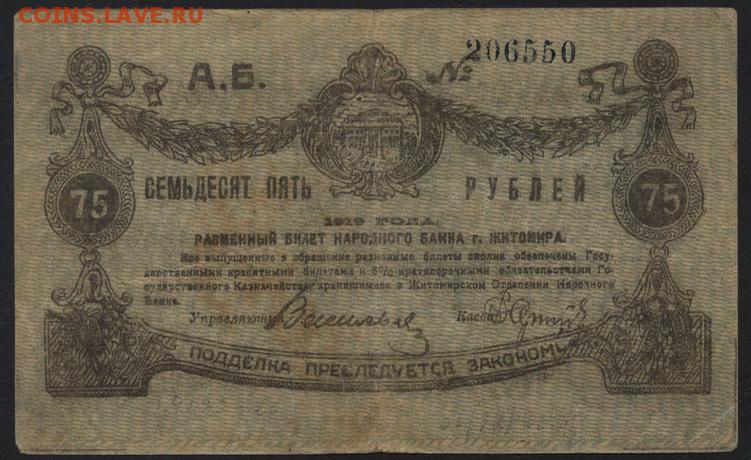 COINS.LAVE.RU
А.Б. № 206550
75 СЕМЬДЕСЯТ ПЯТЬ РУБЛЕЙ 75
1919 ГОДА.
РАЗМЕННЫЙ БИЛЕТ НАРОДНОГО БАНКА г. ЖИТОМИРА.
Все выпущенные в обращение разменные билеты сполна обеспечены Госу-
дарственными кредитными билетами и 5% краткосрочными обязательствами Го-
сударственного Казначейства хранящимися в Житомирском Отделении Народного
Банка.
Управляющий Кассир
ПОДДЕЛКА ПРЕСЛЕДУЕТСЯ ЗАКОНОМЪ